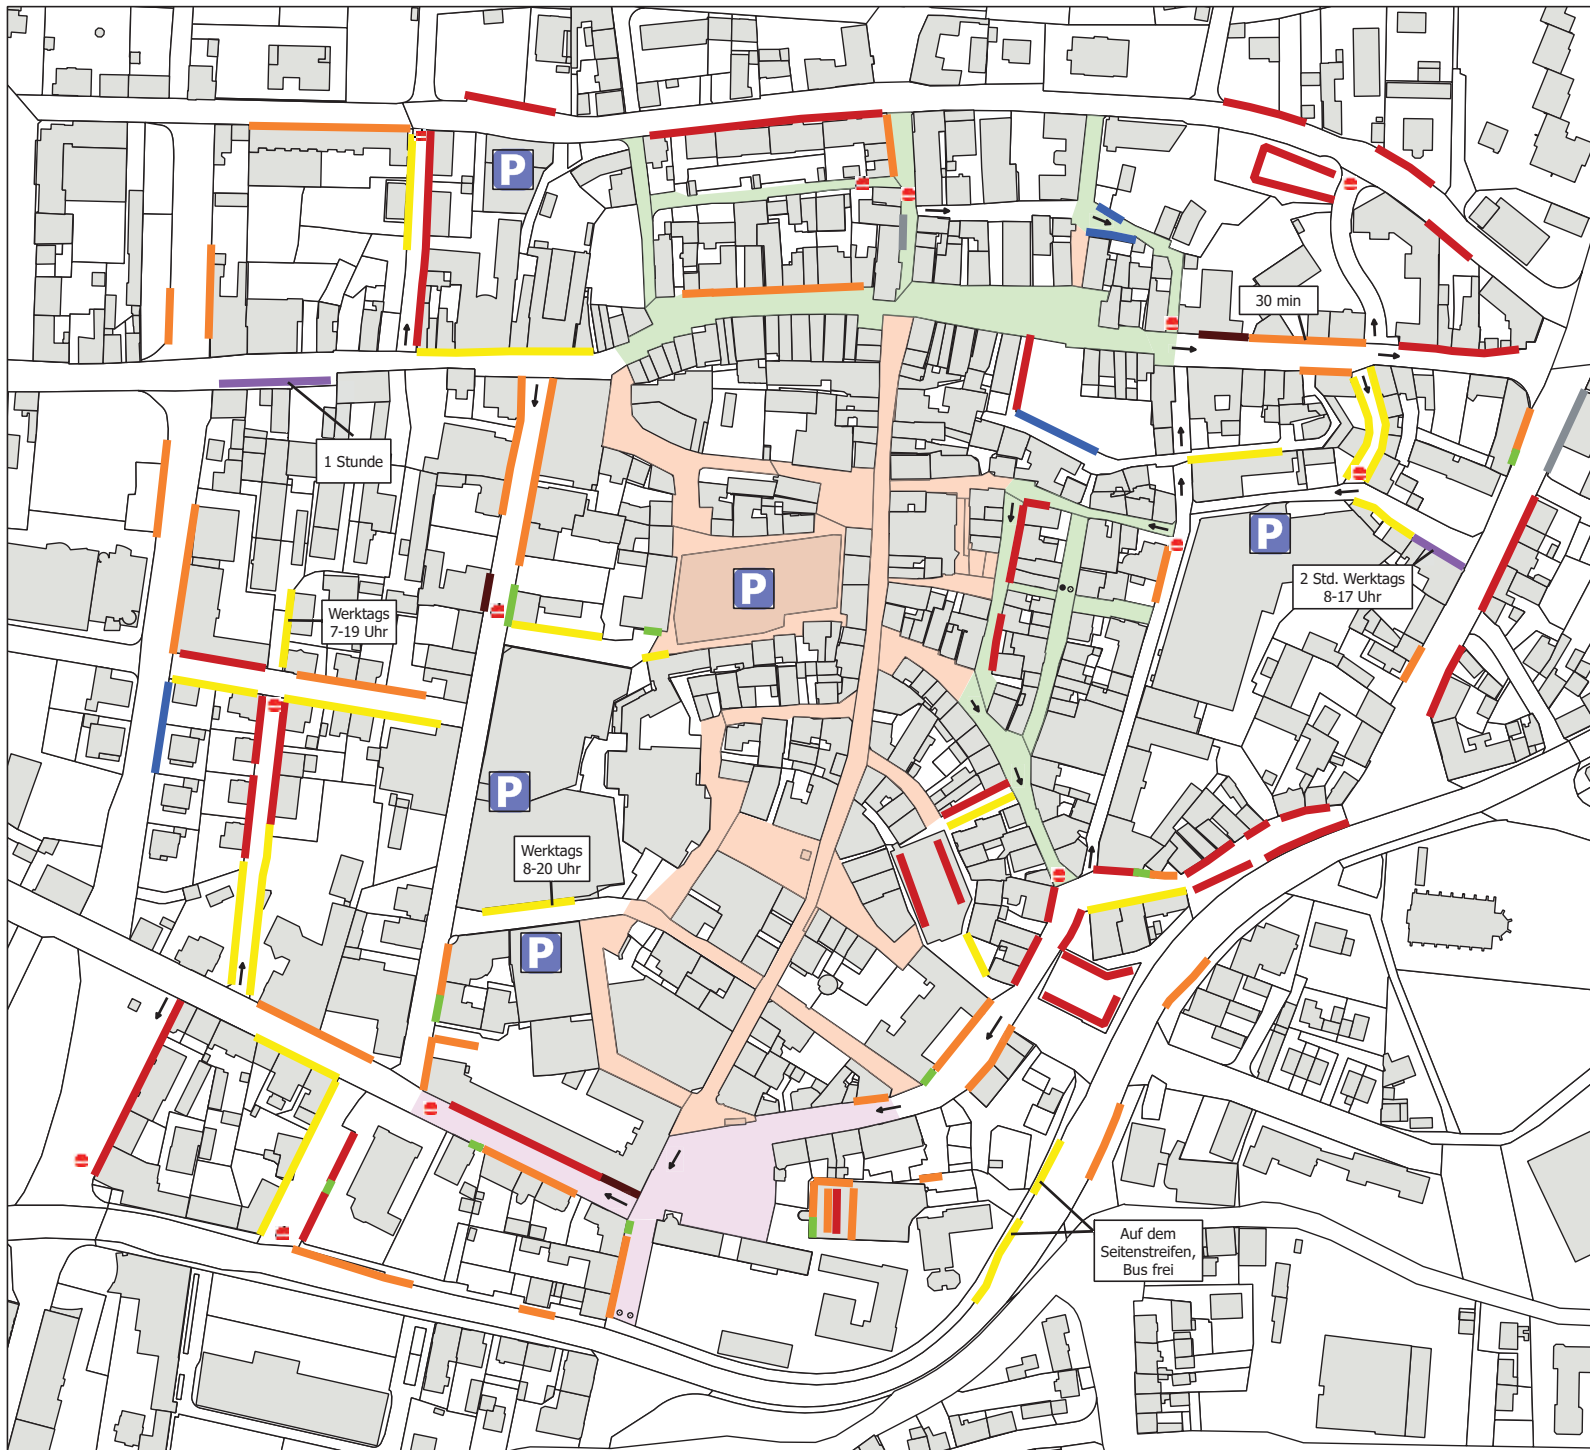 P
30 min
1 Stunde
P
P
2 Std. Werktags
8-17 Uhr
Werktags
7-19 Uhr
P
Werktags
8-20 Uhr
P
Auf dem
Seitenstreifen,
Bus frei